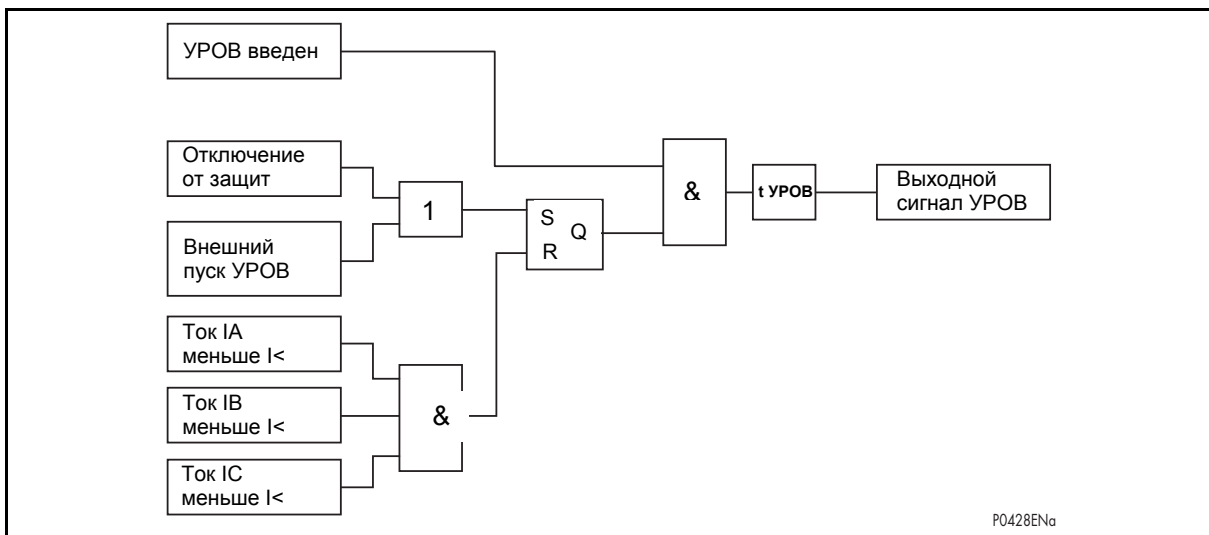 УРОВ введен
Отключение
от защит
1
Внешний
пуск УРОВ
S
Q
R
&
t УРОВ
Выходной
сигнал УРОВ
Ток IA
меньше I<
Ток IB
меньше I<
&
Ток IC
меньше I<
P0428ENa